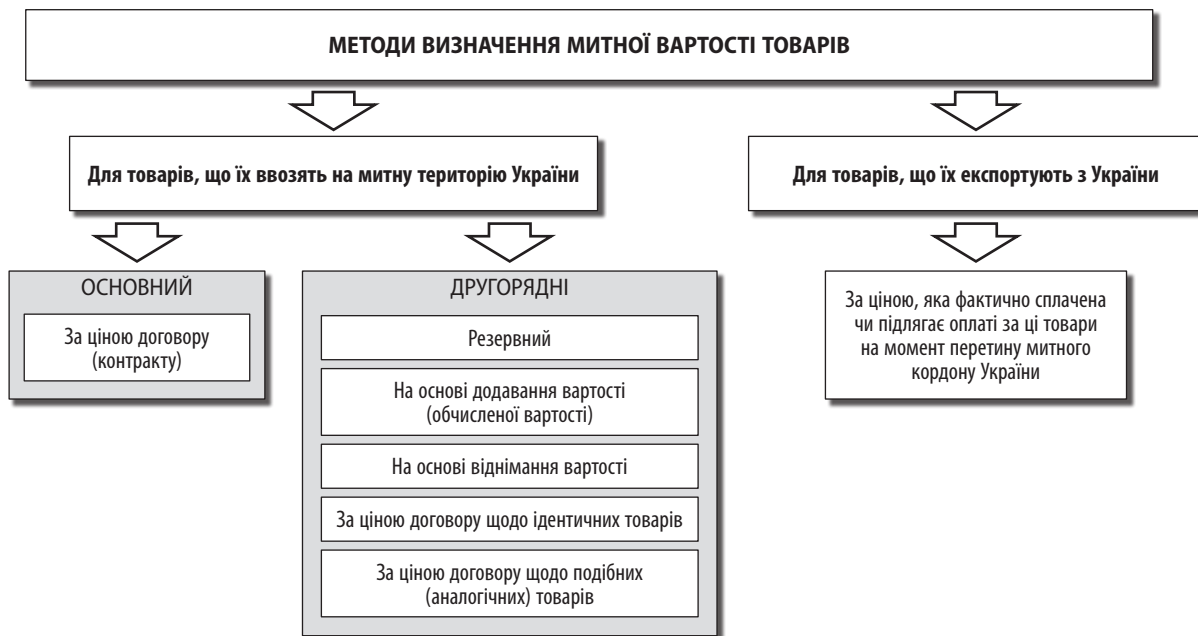 МЕТОДИ ВИЗНАЧЕННЯ МИТНОЇ ВАРТОСТІ ТОВАРІВ
Для товарів, що їх ввозять на митну територію України
Для товарів, що їх експортують з України
ОСНОВНИЙ
За ціною договору
(контракту)
ДРУГОРЯДНІ
Резервний
На основі додавання вартості
(обчисленої вартості)
На основі віднімання вартості
За ціною договору щодо ідентичних товарів
За ціною договору щодо подібних
(аналогічних) товарів
За ціною, яка фактично сплачена
чи підлягає оплаті за ці товари
на момент перетину митного
кордону України